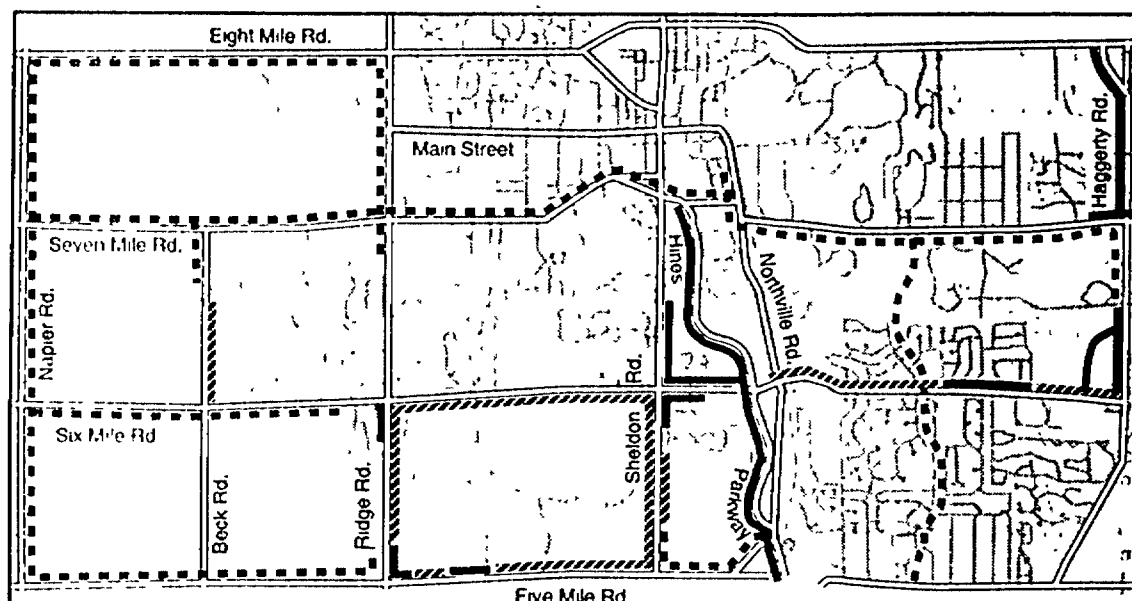 Eight Mile Rd.
Main Street
Haggerty Rd.
Seven Mile Rd.
Hines
Northville Rd.
Napier Rd.
Rd.
Sheldon
Six Mile Rd
Beck Rd.
Ridge Rd.
Parkway
Five Mile Rd